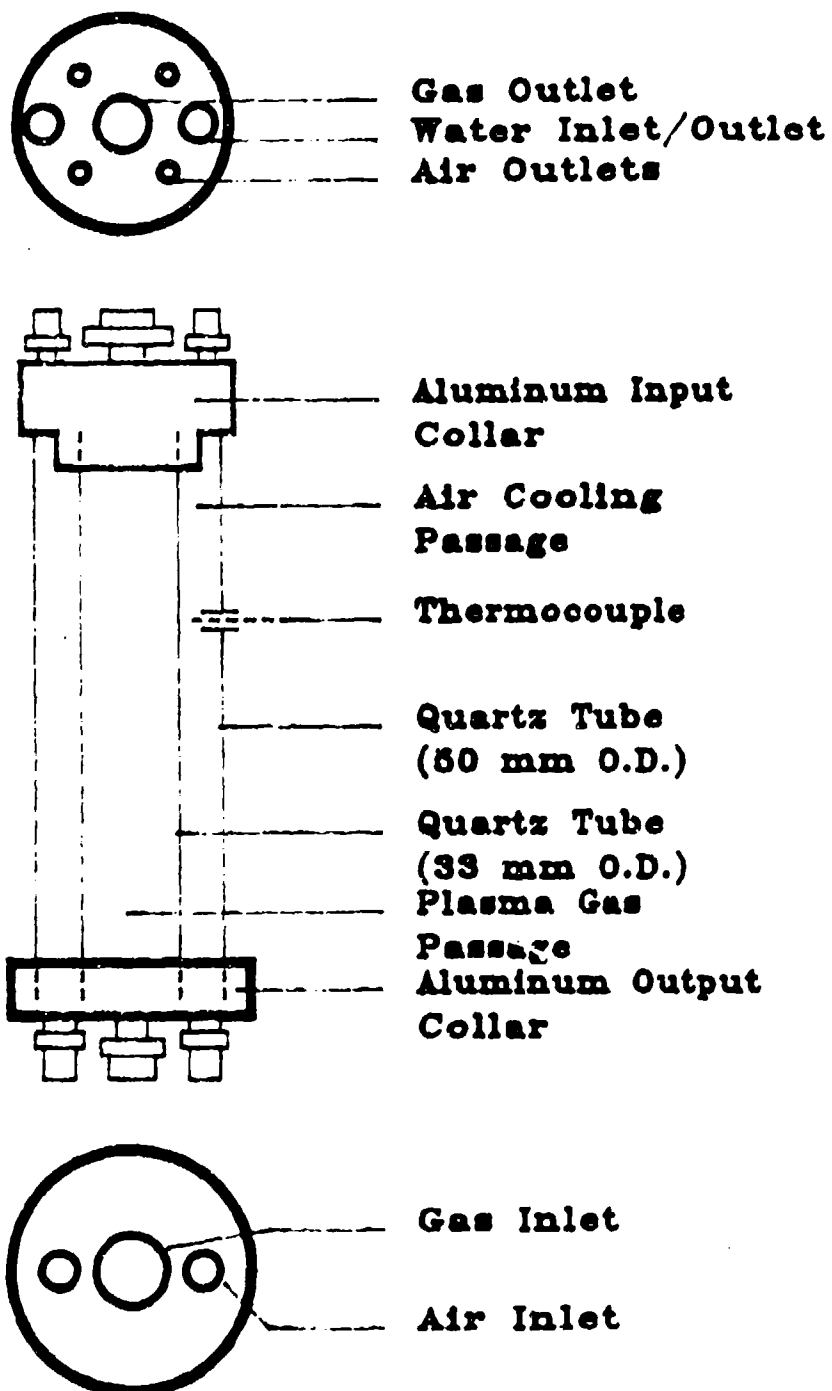 Gas Outlet
Water Inlet/Outlet
Air Outlets
Aluminum Input
Collar
Air Cooling
Passage
Thermocouple
Quartz Tube
(50 mm O.D.)
Quartz Tube
(33 mm O.D.)
Plasma Gas
Passage
Aluminum Output
Collar
Gas Inlet
Air Inlet